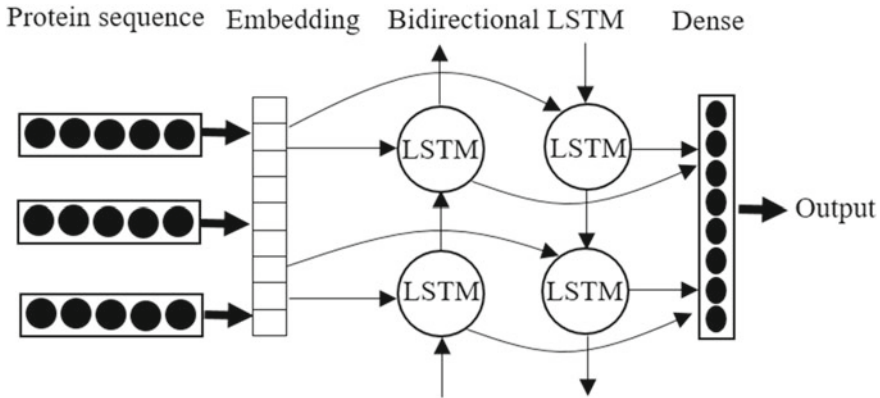 Protein sequence Embedding Bidirectional LSTM Dense
LSTM LSTM
Output
LSTM LSTM